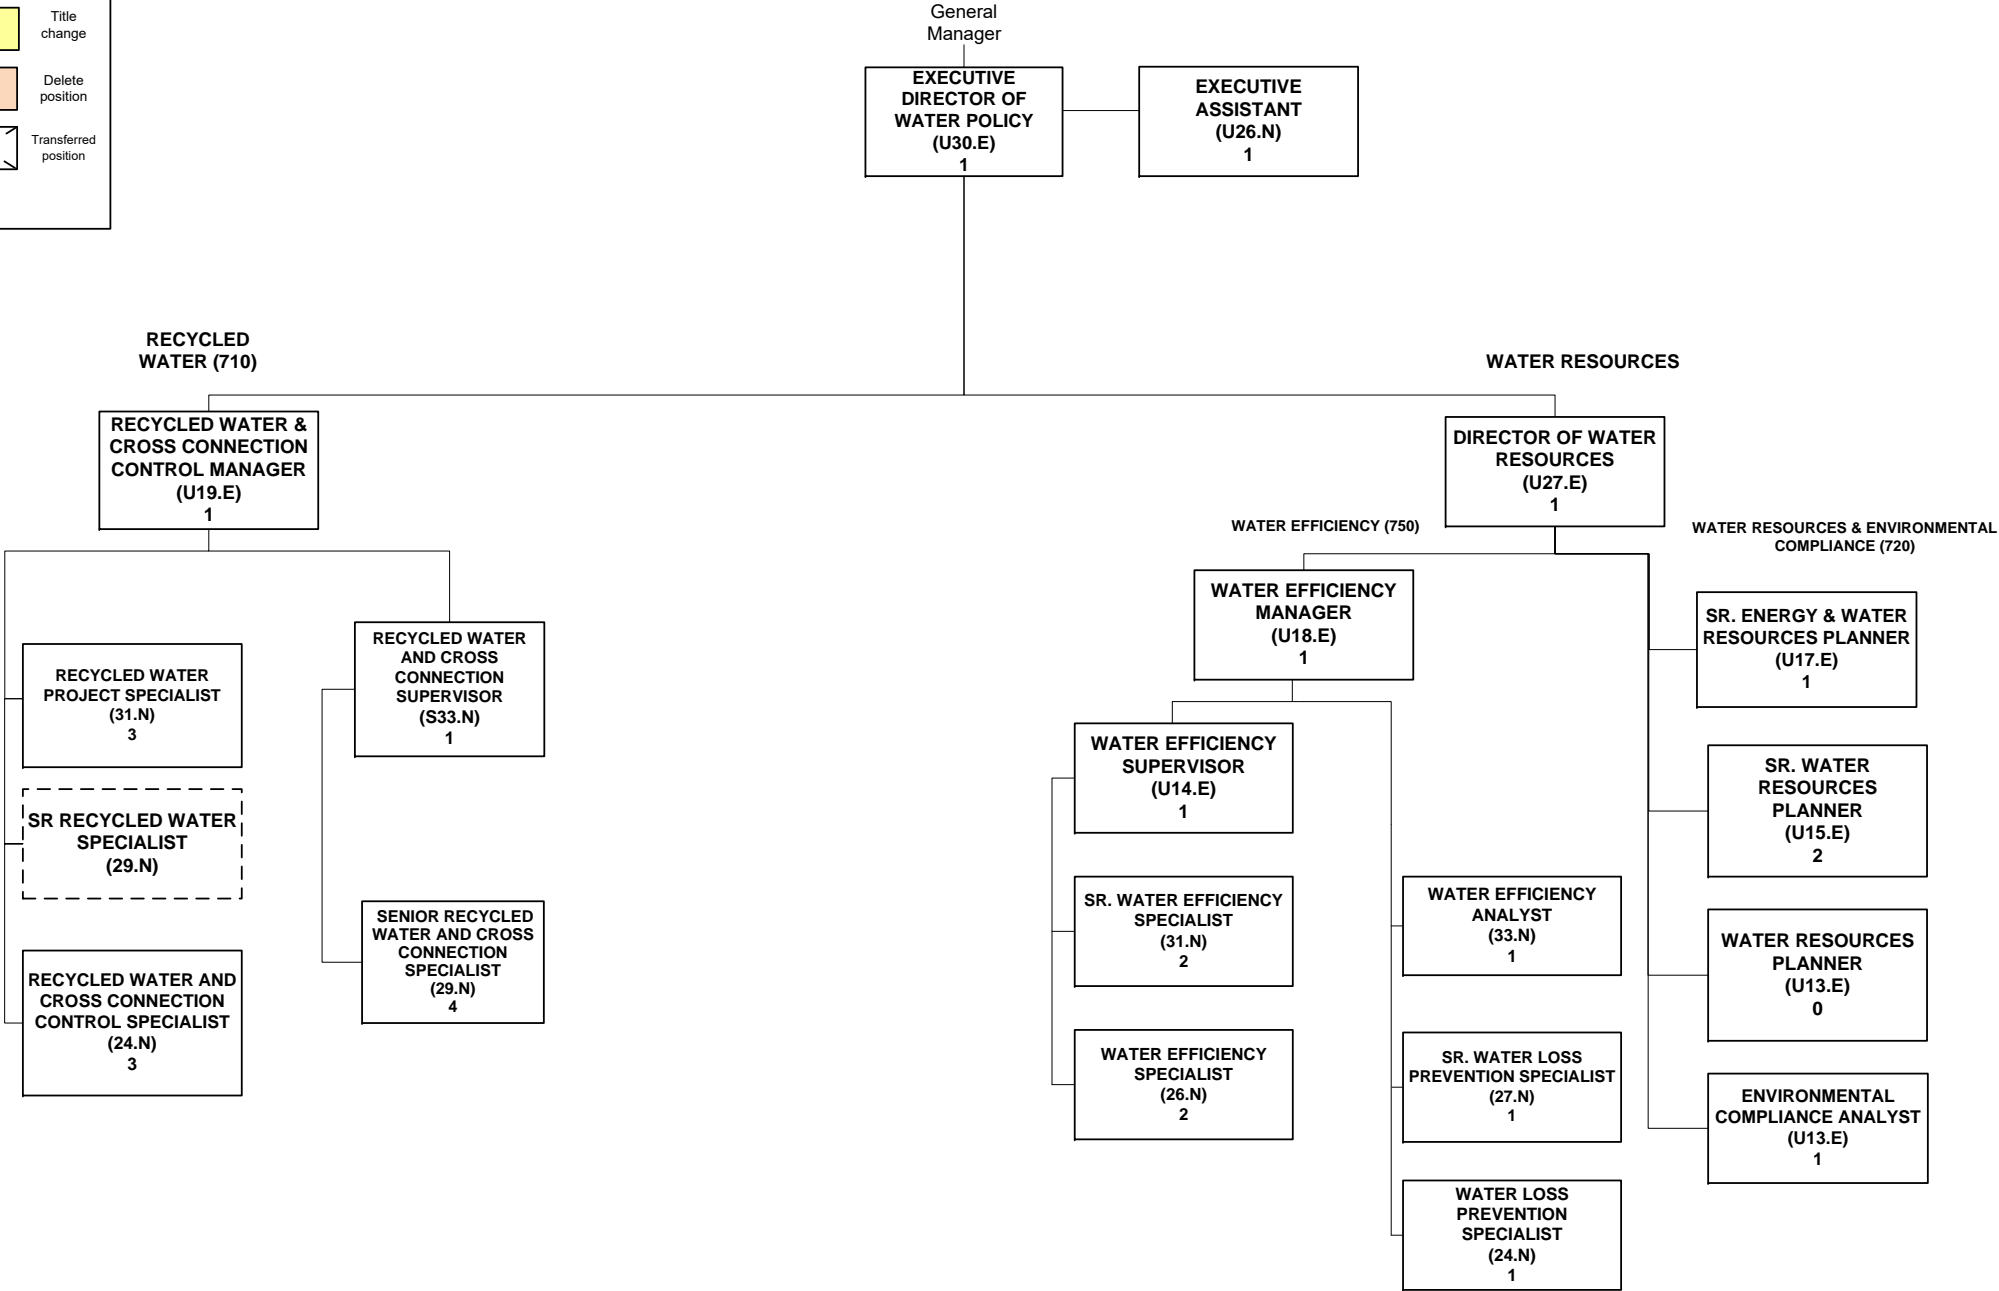 Title
change
Delete
position
Transferred
position
General
Manager
EXECUTIVE
DIRECTOR OF
WATER POLICY
(U30.E)
1
EXECUTIVE
ASSISTANT
(U26.N)
1
RECYCLED
WATER (710)
WATER RESOURCES
RECYCLED WATER &
CROSS CONNECTION
CONTROL MANAGER
(U19.E)
1
DIRECTOR OF WATER
RESOURCES
(U27.E)
1
WATER EFFICIENCY (750)
WATER RESOURCES & ENVIRONMENTAL
COMPLIANCE (720)
RECYCLED WATER
PROJECT SPECIALIST
(31.N)
3
SR RECYCLED WATER
SPECIALIST
(29.N)
RECYCLED WATER AND
CROSS CONNECTION
CONTROL SPECIALIST
(24.N)
3
RECYCLED WATER
AND CROSS
CONNECTION
SUPERVISOR
(S33.N)
1
SENIOR RECYCLED
WATER AND CROSS
CONNECTION
SPECIALIST
(29.N)
4
WATER EFFICIENCY
MANAGER
(U18.E)
1
WATER EFFICIENCY
SUPERVISOR
(U14.E)
1
SR. WATER EFFICIENCY
SPECIALIST
(31.N)
2
WATER EFFICIENCY
SPECIALIST
(26.N)
2
WATER EFFICIENCY
ANALYST
(33.N)
1
SR. WATER LOSS
PREVENTION SPECIALIST
(27.N)
1
WATER LOSS
PREVENTION
SPECIALIST
(24.N)
1
SR. ENERGY & WATER
RESOURCES PLANNER
(U17.E)
1
SR. WATER
RESOURCES
PLANNER
(U15.E)
2
WATER RESOURCES
PLANNER
(U13.E)
0
ENVIRONMENTAL
COMPLIANCE ANALYST
(U13.E)
1